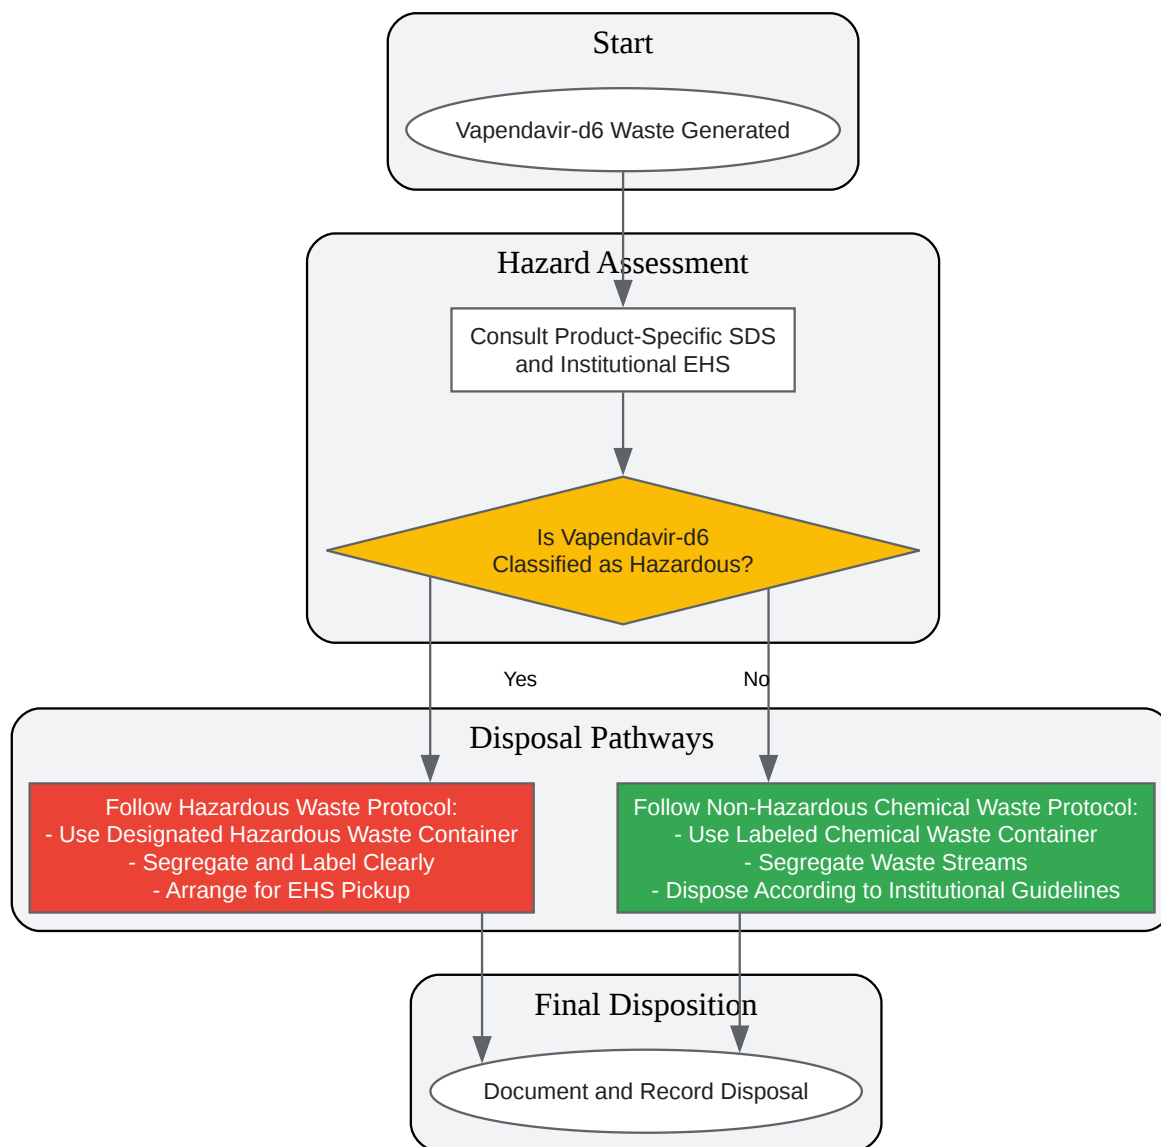 Start
Vapendavir-d6 Waste Generated
Hazard Assessment
Consult Product-Specific SDS
and Institutional EHS
Is Vapendavir-d6
Classified as Hazardous?
Yes
No
Disposal Pathways
Follow Hazardous Waste Protocol:
- Use Designated Hazardous Waste Container
- Segregate and Label Clearly
- Arrange for EHS Pickup
Follow Non-Hazardous Chemical Waste Protocol:
- Use Labeled Chemical Waste Container
- Segregate Waste Streams
- Dispose According to Institutional Guidelines
Final Disposition
Document and Record Disposal